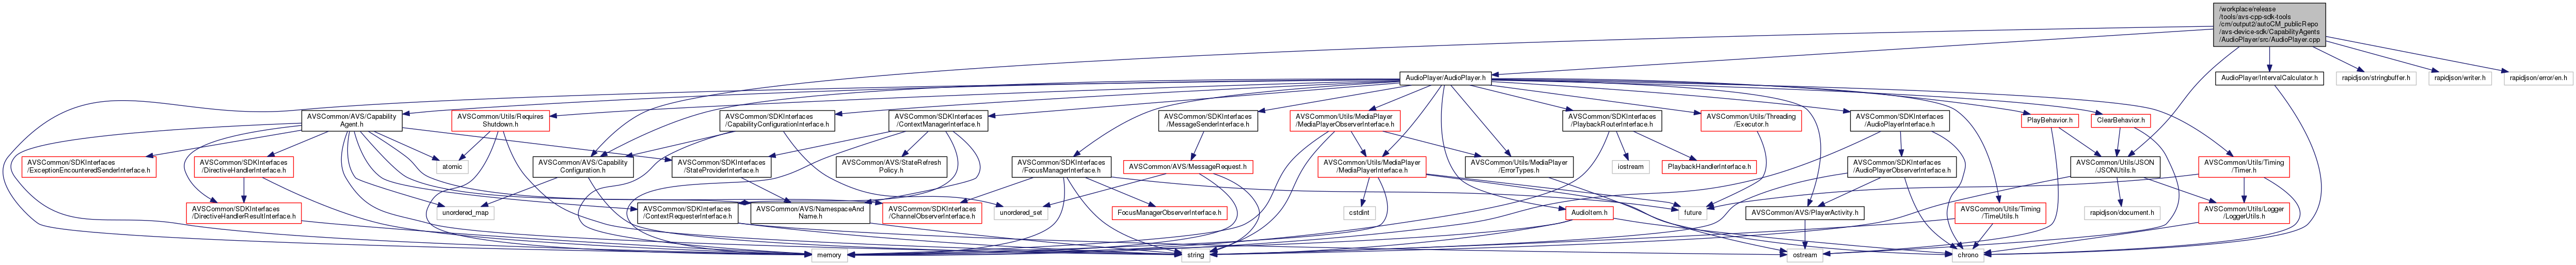 /workplace/release
/tools/avs-cpp-sdk-tools
/cm/output2/autoCM_publicRepo
/avs-device-sdk/CapabilityAgents
/AudioPlayer/src/AudioPlayer.cpp
AudioPlayer/AudioPlayer.h
AudioPlayer/IntervalCalculator.h
rapidjson/stringbuffer.h
rapidjson/writer.h
rapidjson/error/en.h
AVSCommon/AVS/Capability
Agent.h
AVSCommon/Utils/Requires
Shutdown.h
AVSCommon/SDKInterfaces
/CapabilityConfigurationInterface.h
AVSCommon/SDKInterfaces
/ContextManagerInterface.h
AVSCommon/SDKInterfaces
/MessageSenderInterface.h
AVSCommon/Utils/MediaPlayer
/MediaPlayerObserverInterface.h
AVSCommon/SDKInterfaces
/PlaybackRouterInterface.h
AVSCommon/Utils/Threading
/Executor.h
AVSCommon/SDKInterfaces
/AudioPlayerInterface.h
PlayBehavior.h
ClearBehavior.h
AVSCommon/SDKInterfaces
/ExceptionEncounteredSenderInterface.h
AVSCommon/SDKInterfaces
/DirectiveHandlerInterface.h
atomic
AVSCommon/AVS/Capability
Configuration.h
AVSCommon/SDKInterfaces
/StateProviderInterface.h
AVSCommon/AVS/StateRefresh
Policy.h
AVSCommon/SDKInterfaces
/FocusManagerInterface.h
AVSCommon/AVS/MessageRequest.h
AVSCommon/Utils/MediaPlayer
/MediaPlayerInterface.h
AVSCommon/Utils/MediaPlayer
/ErrorTypes.h
iostream
PlaybackHandlerInterface.h
AVSCommon/SDKInterfaces
/AudioPlayerObserverInterface.h
AVSCommon/Utils/JSON
/JSONUtils.h
AVSCommon/Utils/Timing
/Timer.h
AVSCommon/SDKInterfaces
/DirectiveHandlerResultInterface.h
unordered_map
AVSCommon/SDKInterfaces
/ContextRequesterInterface.h
AVSCommon/AVS/NamespaceAnd
Name.h
AVSCommon/SDKInterfaces
/ChannelObserverInterface.h
unordered_set
FocusManagerObserverInterface.h
cstdint
AudioItem.h
future
AVSCommon/AVS/PlayerActivity.h
AVSCommon/Utils/Timing
/TimeUtils.h
rapidjson/document.h
AVSCommon/Utils/Logger
/LoggerUtils.h
memory
string
ostream
chrono